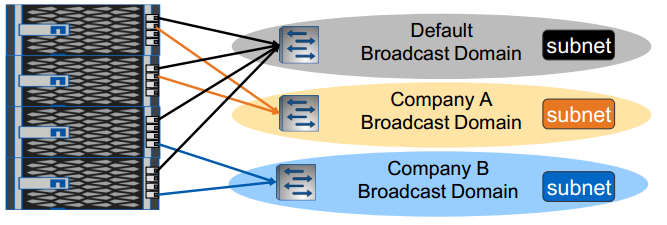 Default
Broadcast Domain
subnet
Company A
Broadcast Domain
subnet
Company B
Broadcast Domain
subnet